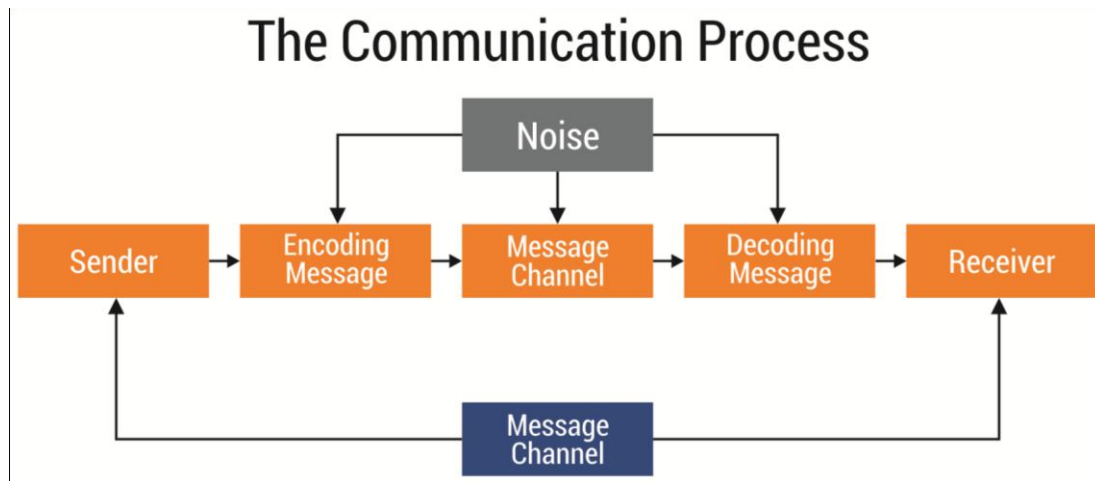 The Communication Process
Noise
Sender
Encoding
Message
Message
Channel
Decoding
Message
Receiver
Message
Channel